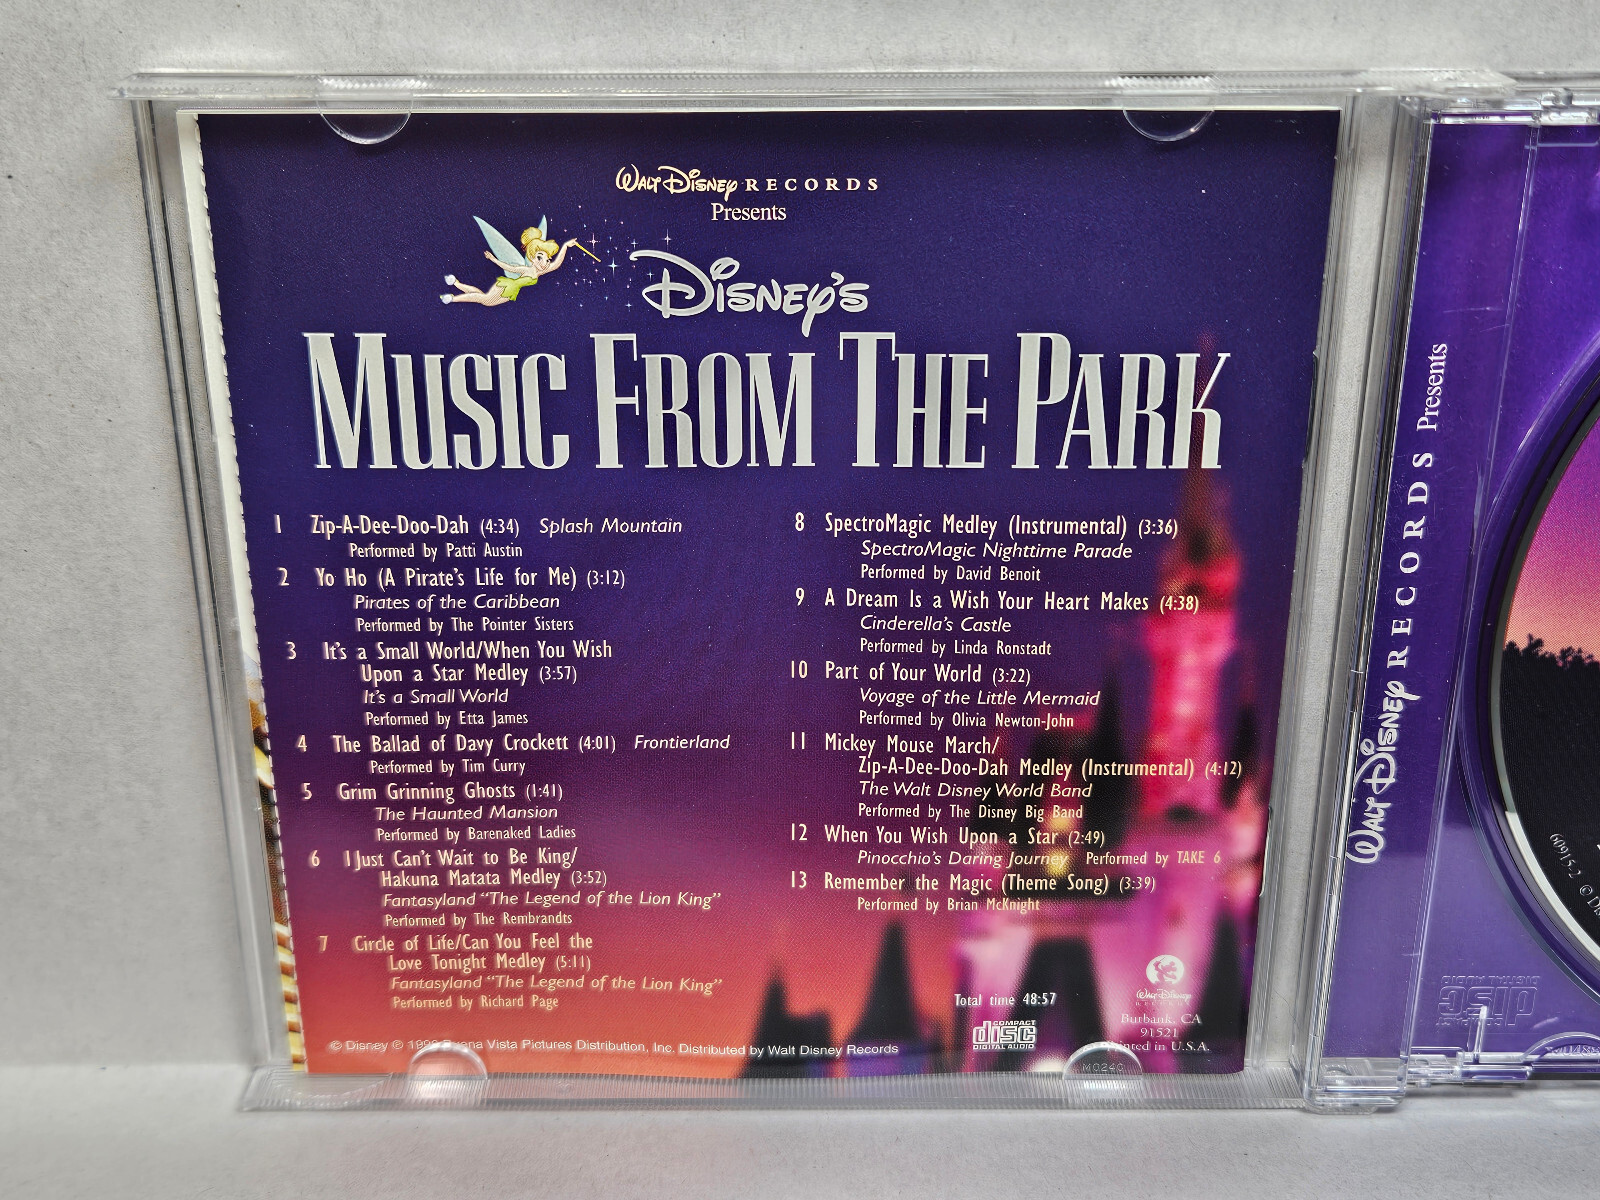 WALT DISNEY RECORDS
Presents
DISNEY'S
MUSIC FROM THE PARK
1 Zip-A-Dee-Doo-Dah (4:34) Splash Mountain
Performed by Patti Austin
2 Yo Ho (A Pirate's Life for Me) (3:12)
Pirates of the Caribbean
Performed by The Pointer Sisters
3 It's a Small World/When You Wish
Upon a Star Medley (3:57)
It's a Small World
Performed by Etta James
4 The Ballad of Davy Crockett (4:01) Frontierland
Performed by Tim Curry
5 Grim Grinning Ghosts (1:41)
The Haunted Mansion
Performed by Barenaked Ladies
6 I Just Can't Wait to Be King/
Hakuna Matata Medley (3:52)
Fantasyland "The Legend of the Lion King"
Performed by The Rembrandts
7 Circle of Life/Can You Feel the
Love Tonight Medley (5:11)
Fantasyland "The Legend of the Lion King"
Performed by Richard Page
8 SpectroMagic Medley (Instrumental) (3:36)
SpectroMagic Nighttime Parade
Performed by David Benoit
9 A Dream Is a Wish Your Heart Makes (4:38)
Cinderella's Castle
Performed by Linda Ronstadt
10 Part of Your World (3:22)
Voyage of the Little Mermaid
Performed by Olivia Newton-John
11 Mickey Mouse March/
Zip-A-Dee-Doo-Dah Medley (Instrumental) (4:12)
The Walt Disney World Band
Performed by The Disney Big Band
12 When You Wish Upon a Star (2:49)
Pinocchio's Daring Journey Performed by TAKE 6
13 Remember the Magic (Theme Song) (3:39)
Performed by Brian McKnight
Total time 48:57
COMPACT
disc
DIGITAL AUDIO
Walt Disney
RECORDS
Burbank, CA
91521
Printed in U.S.A.
© Disney © Buena Vista Pictures Distribution, Inc. Distributed by Walt Disney Records
M024C
WALT DISNEY RECORDS Presents
60915-2 ©
COMPACT
disc
DIGITAL AUDIO